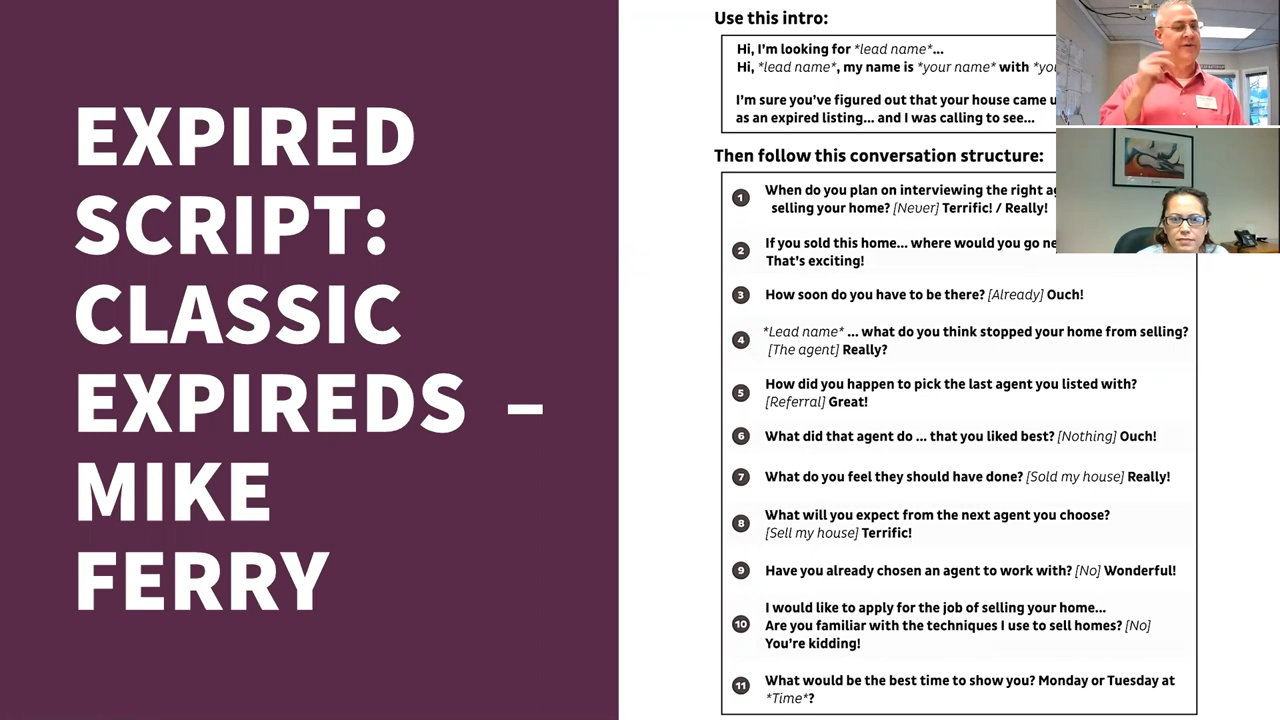 EXPIRED
SCRIPT:
CLASSIC
EXPIREDS –
MIKE
FERRY
Use this intro:
Hi, I'm looking for *lead name*...
Hi, *lead name*, my name is *your name* with
I'm sure you've figured out that your house came
as an expired listing... and I was calling to see...
Then follow this conversation structure:
1 When do you plan on interviewing the right
selling your home? [Never] Terrific! / Really!
2 If you sold this home... where would you go
That's exciting!
3 How soon do you have to be there? [Already] Ouch!
4 *Lead name* ... what do you think stopped your home from selling?
[The agent] Really?
5 How did you happen to pick the last agent you listed with?
[Referral] Great!
6 What did that agent do ... that you liked best? [Nothing] Ouch!
7 What do you feel they should have done? [Sold my house] Really!
8 What will you expect from the next agent you choose?
[Sell my house] Terrific!
9 Have you already chosen an agent to work with? [No] Wonderful!
10 I would like to apply for the job of selling your home...
Are you familiar with the techniques I use to sell homes? [No]
You're kidding!
11 What would be the best time to show you? Monday or Tuesday at
*Time*?